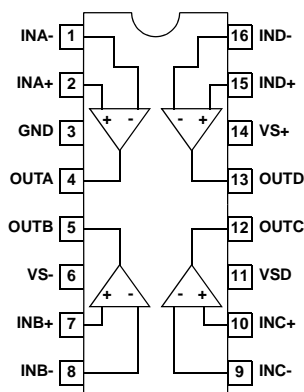 INA- 1 16 IND-
INA+ 2 15 IND+
+ - - +
GND 3 14 VS+
OUTA 4 13 OUTD
OUTB 5 12 OUTC
VS- 6 11 VSD
+ - - +
INB+ 7 10 INC+
INB- 8 9 INC-